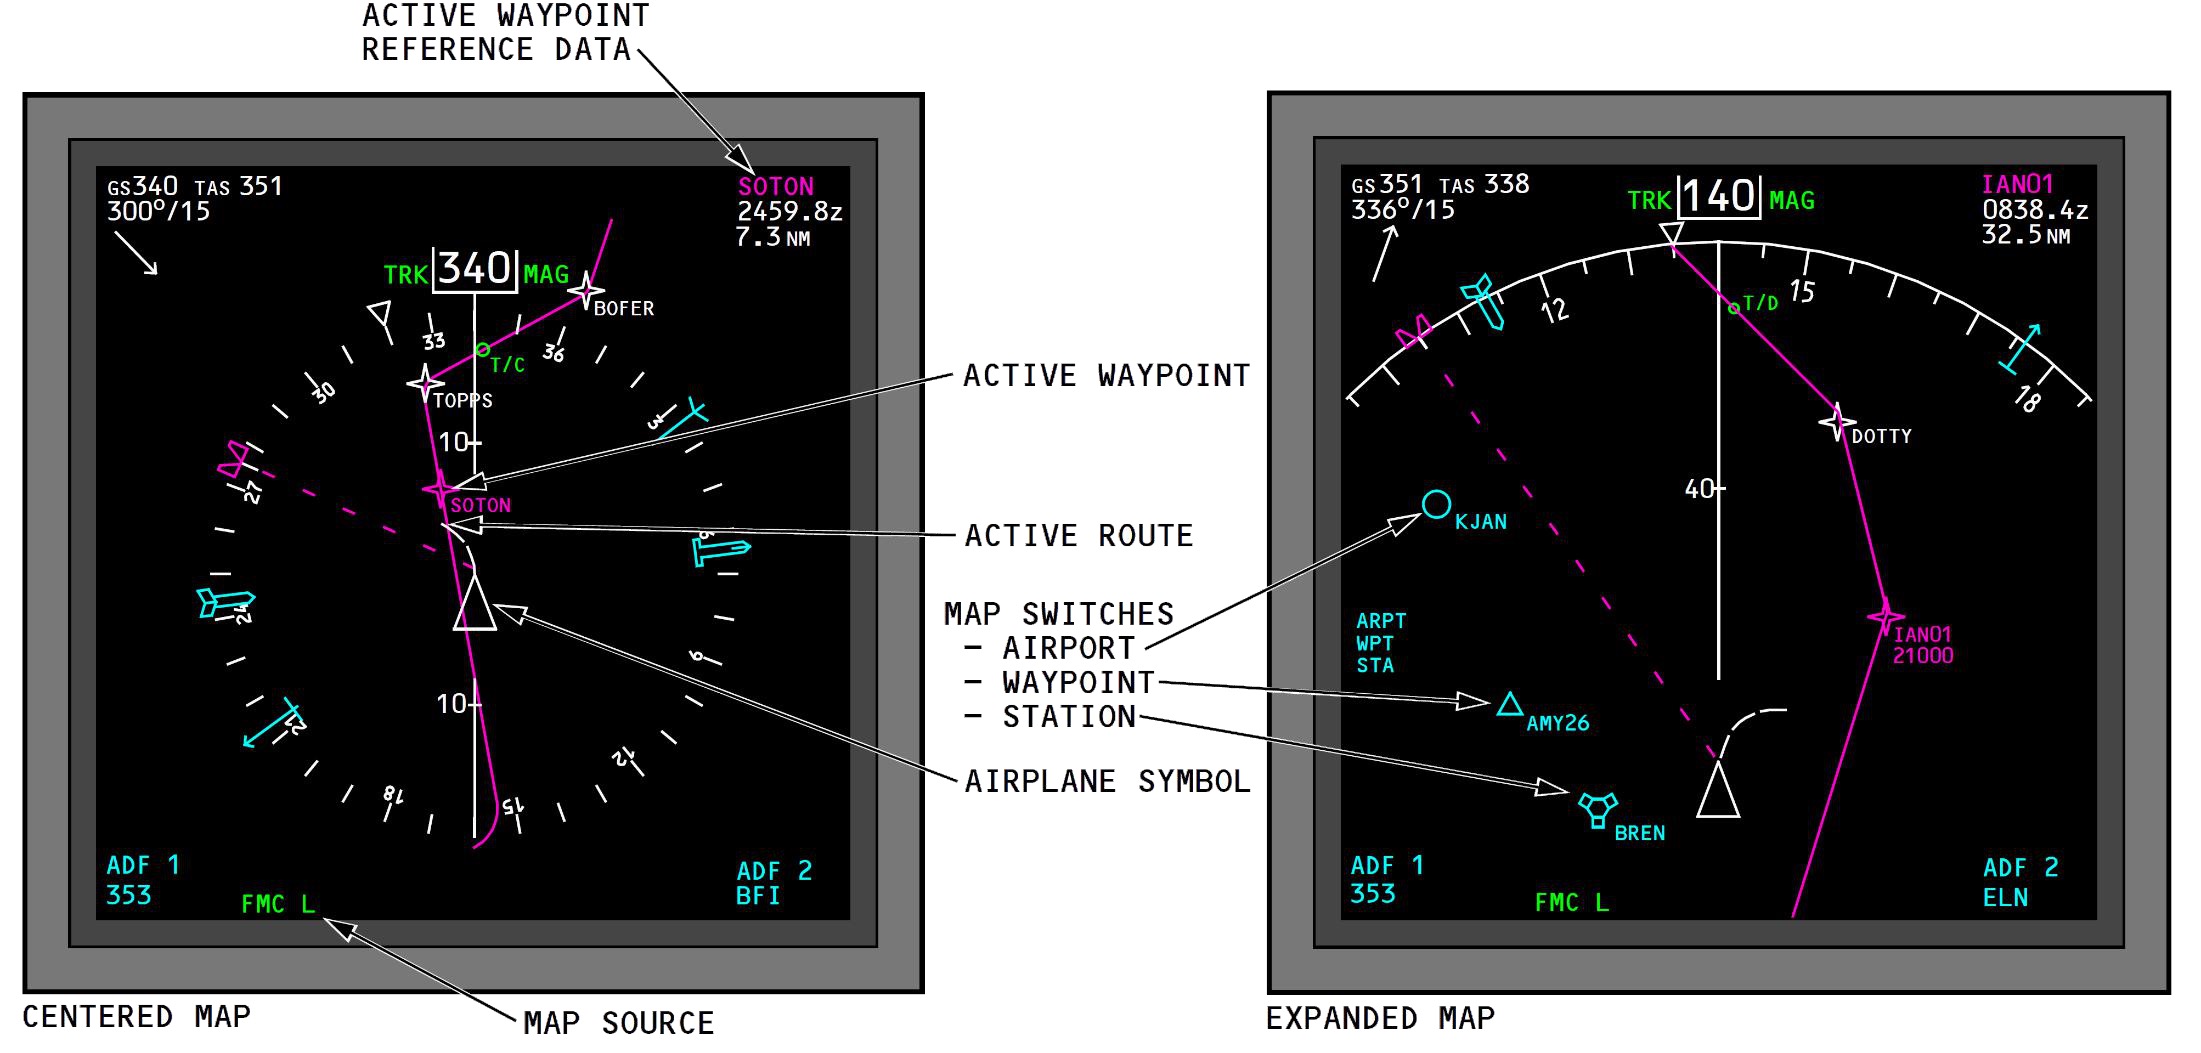 ACTIVE WAYPOINT
REFERENCE DATA
GS340 TAS 351
300°/15
SOTON
2459.8z
7.3 NM
TRK 340 MAG
BOFER
33
36
T/C
30
TOPPS
3
10
27
SOTON
6
24
9
21
10
12
18
15
ADF 1
353
FMC L
ADF 2
BFI
CENTERED MAP
MAP SOURCE
ACTIVE WAYPOINT
ACTIVE ROUTE
MAP SWITCHES
– AIRPORT
– WAYPOINT
– STATION
AIRPLANE SYMBOL
GS351 TAS 338
336°/15
TRK 140 MAG
IAN01
0838.4z
32.5 NM
12
T/D
15
18
DOTTY
40
KJAN
ARPT
WPT
STA
IAN01
21000
AMY26
BREN
ADF 1
353
FMC L
ADF 2
ELN
EXPANDED MAP